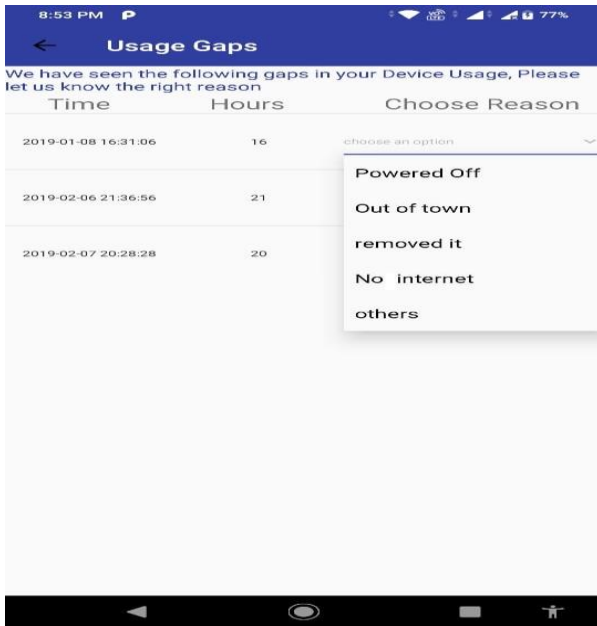 8:53 PM P 77%
Usage Gaps
We have seen the following gaps in your Device Usage, Please
let us know the right reason
Time Hours Choose Reason
2019-01-08 16:31:06 16 choose an option
Powered Off
2019-02-06 21:36:56 21
Out of town
removed it
2019-02-07 20:28:28 20
No internet
others